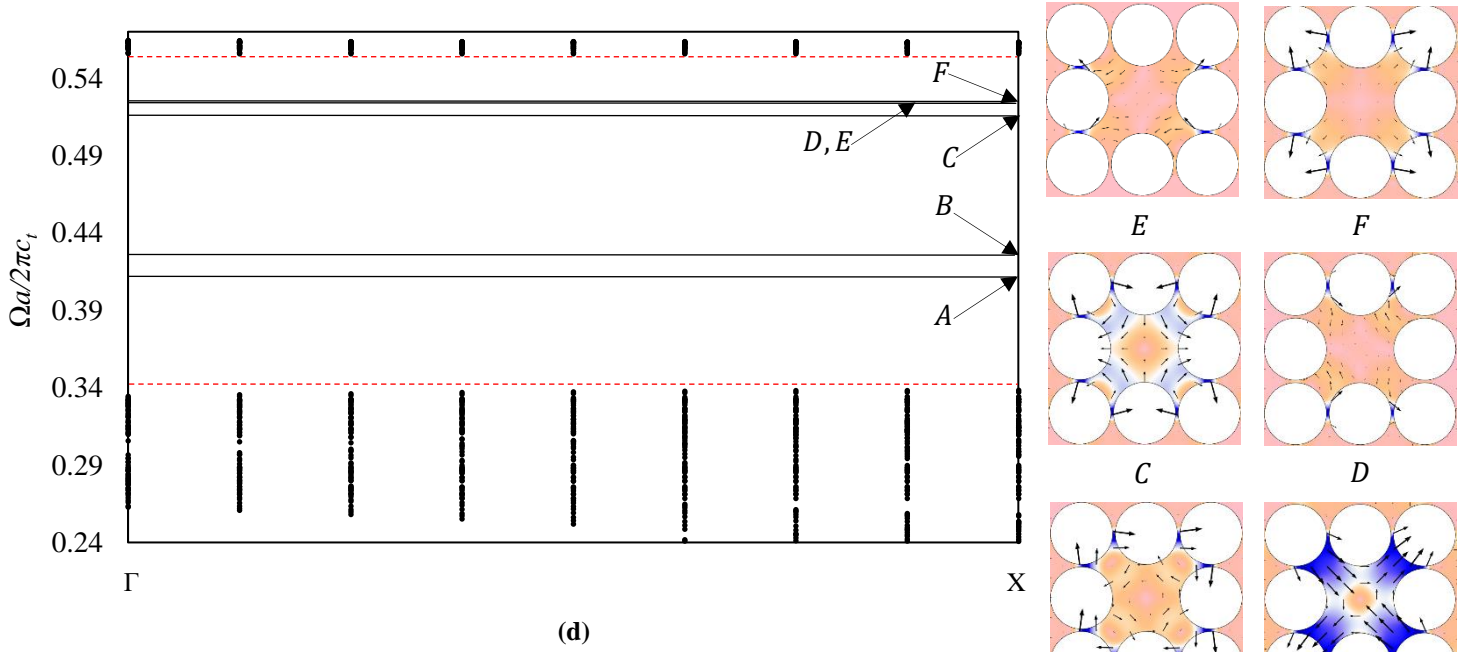 0.54
0.49
0.44
0.39
0.34
0.29
0.24
Ωa/2πc_t
Γ
X
F
D, E
C
B
A
(d)
E
F
C
D